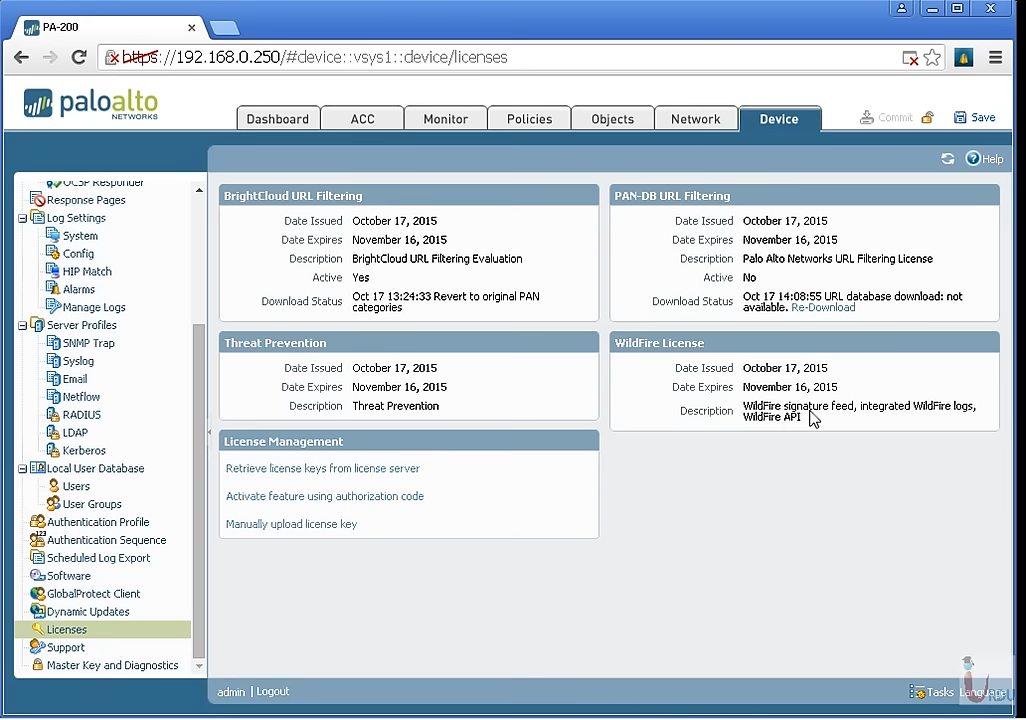 PA-200
https://192.168.0.250/#device::vsys1::device/licenses
paloalto
NETWORKS
Dashboard
ACC
Monitor
Policies
Objects
Network
Device
Commit
Save
Help
OCSP Responder
Response Pages
Log Settings
System
Config
HIP Match
Alarms
Manage Logs
Server Profiles
SNMP Trap
Syslog
Email
Netflow
RADIUS
LDAP
Kerberos
Local User Database
Users
User Groups
Authentication Profile
Authentication Sequence
Scheduled Log Export
Software
GlobalProtect Client
Dynamic Updates
Licenses
Support
Master Key and Diagnostics
BrightCloud URL Filtering
Date Issued October 17, 2015
Date Expires November 16, 2015
Description BrightCloud URL Filtering Evaluation
Active Yes
Download Status Oct 17 13:24:33 Revert to original PAN
categories
PAN-DB URL Filtering
Date Issued October 17, 2015
Date Expires November 16, 2015
Description Palo Alto Networks URL Filtering License
Active No
Download Status Oct 17 14:08:55 URL database download: not
available. Re-Download
Threat Prevention
Date Issued October 17, 2015
Date Expires November 16, 2015
Description Threat Prevention
WildFire License
Date Issued October 17, 2015
Date Expires November 16, 2015
Description WildFire signature feed, integrated WildFire logs,
WildFire API
License Management
Retrieve license keys from license server
Activate feature using authorization code
Manually upload license key
admin | Logout
Tasks Language